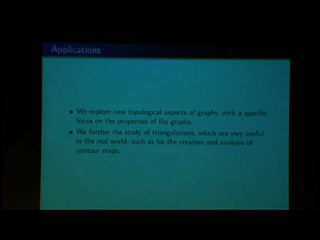 Applications
We explore new topological aspects of graphs, with a specific
focus on the properties of flip graphs.
We further the study of triangulations, which are very useful
in the real world, such as for the creation and analysis of
contour maps.